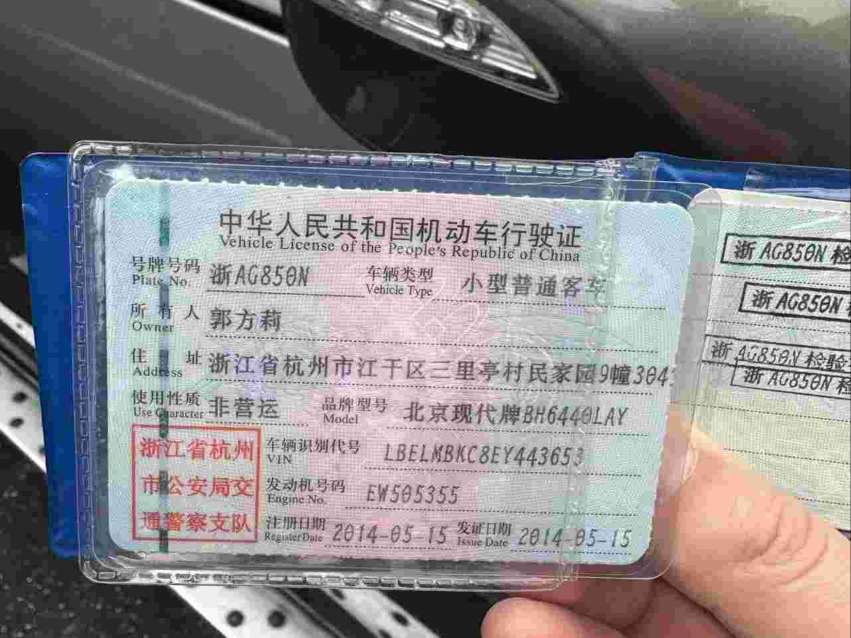 中华人民共和国机动车行驶证
Vehicle License of the People's Republic of China
号牌号码 浙AG850N 车辆类型 小型普通客车
Plate No. Vehicle Type
所有人 郭方莉
Owner
住址 浙江省杭州市江干区三里亭村民家园9幢304
Address
使用性质 非营运 品牌型号 北京现代牌BH6440LAY
Use Character Model
浙江省杭州 车辆识别代号 LBELMBKC8EY443653
VIN
市公安局交 发动机号码 EW505355
Engine No.
通警察支队 注册日期 2014-05-15 发证日期 2014-05-15
Register Date Issue Date
浙AG850N 检
浙AG850N
浙AG850N 检验
浙AG850N